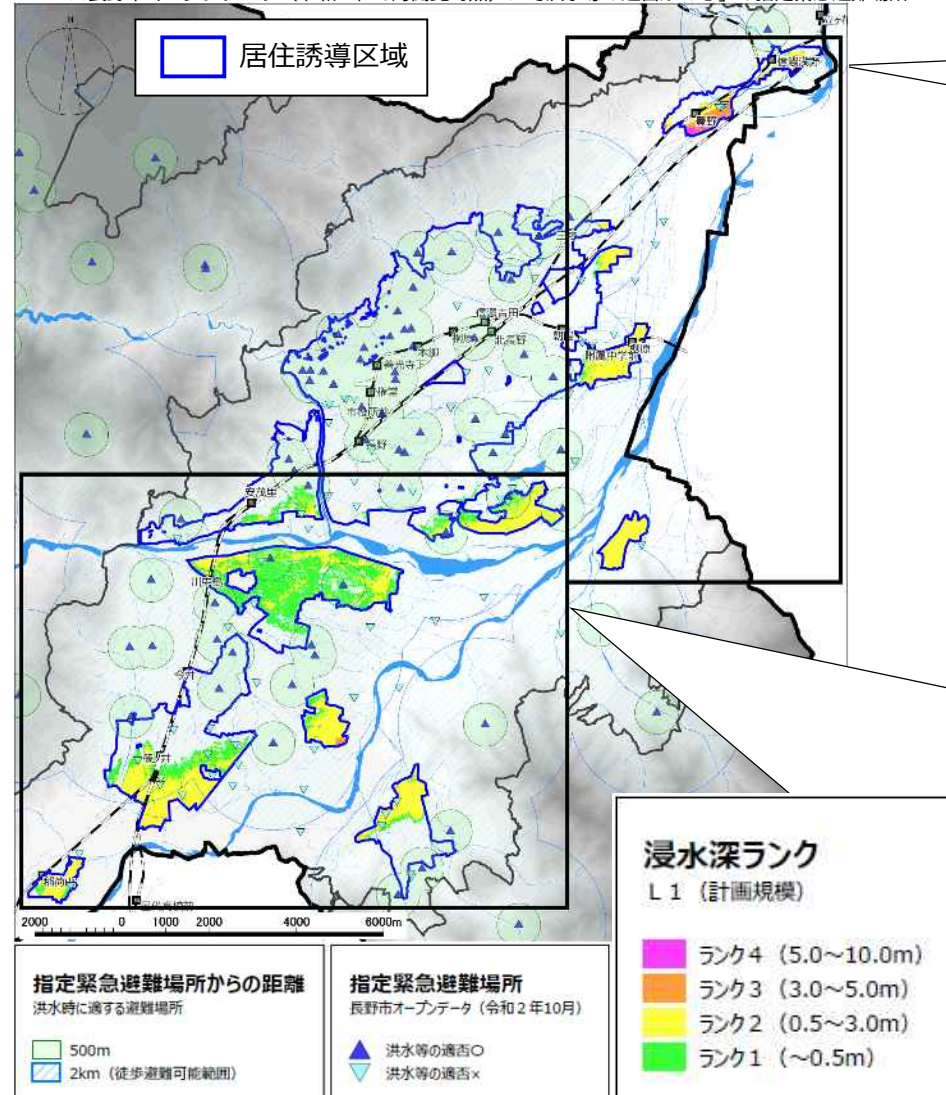 居住誘導区域
信濃浅野
豊野
三才
信濃吉田
朝陽
北長野
附属中学前
柳原
本郷
善光寺下
権堂
市役所前
長野
安茂里
川中島
今井
篠ノ井
稲荷山
屋代高校前
2000 0 1000 2000 4000 6000m
浸水深ランク
L1（計画規模）
ランク4（5.0～10.0m）
ランク3（3.0～5.0m）
ランク2（0.5～3.0m）
ランク1（～0.5m）
指定緊急避難場所からの距離
洪水時に適する避難場所
500m
2km（徒歩避難可能範囲）
指定緊急避難場所
長野市オープンデータ（令和2年10月）
洪水等の適否○
洪水等の適否×